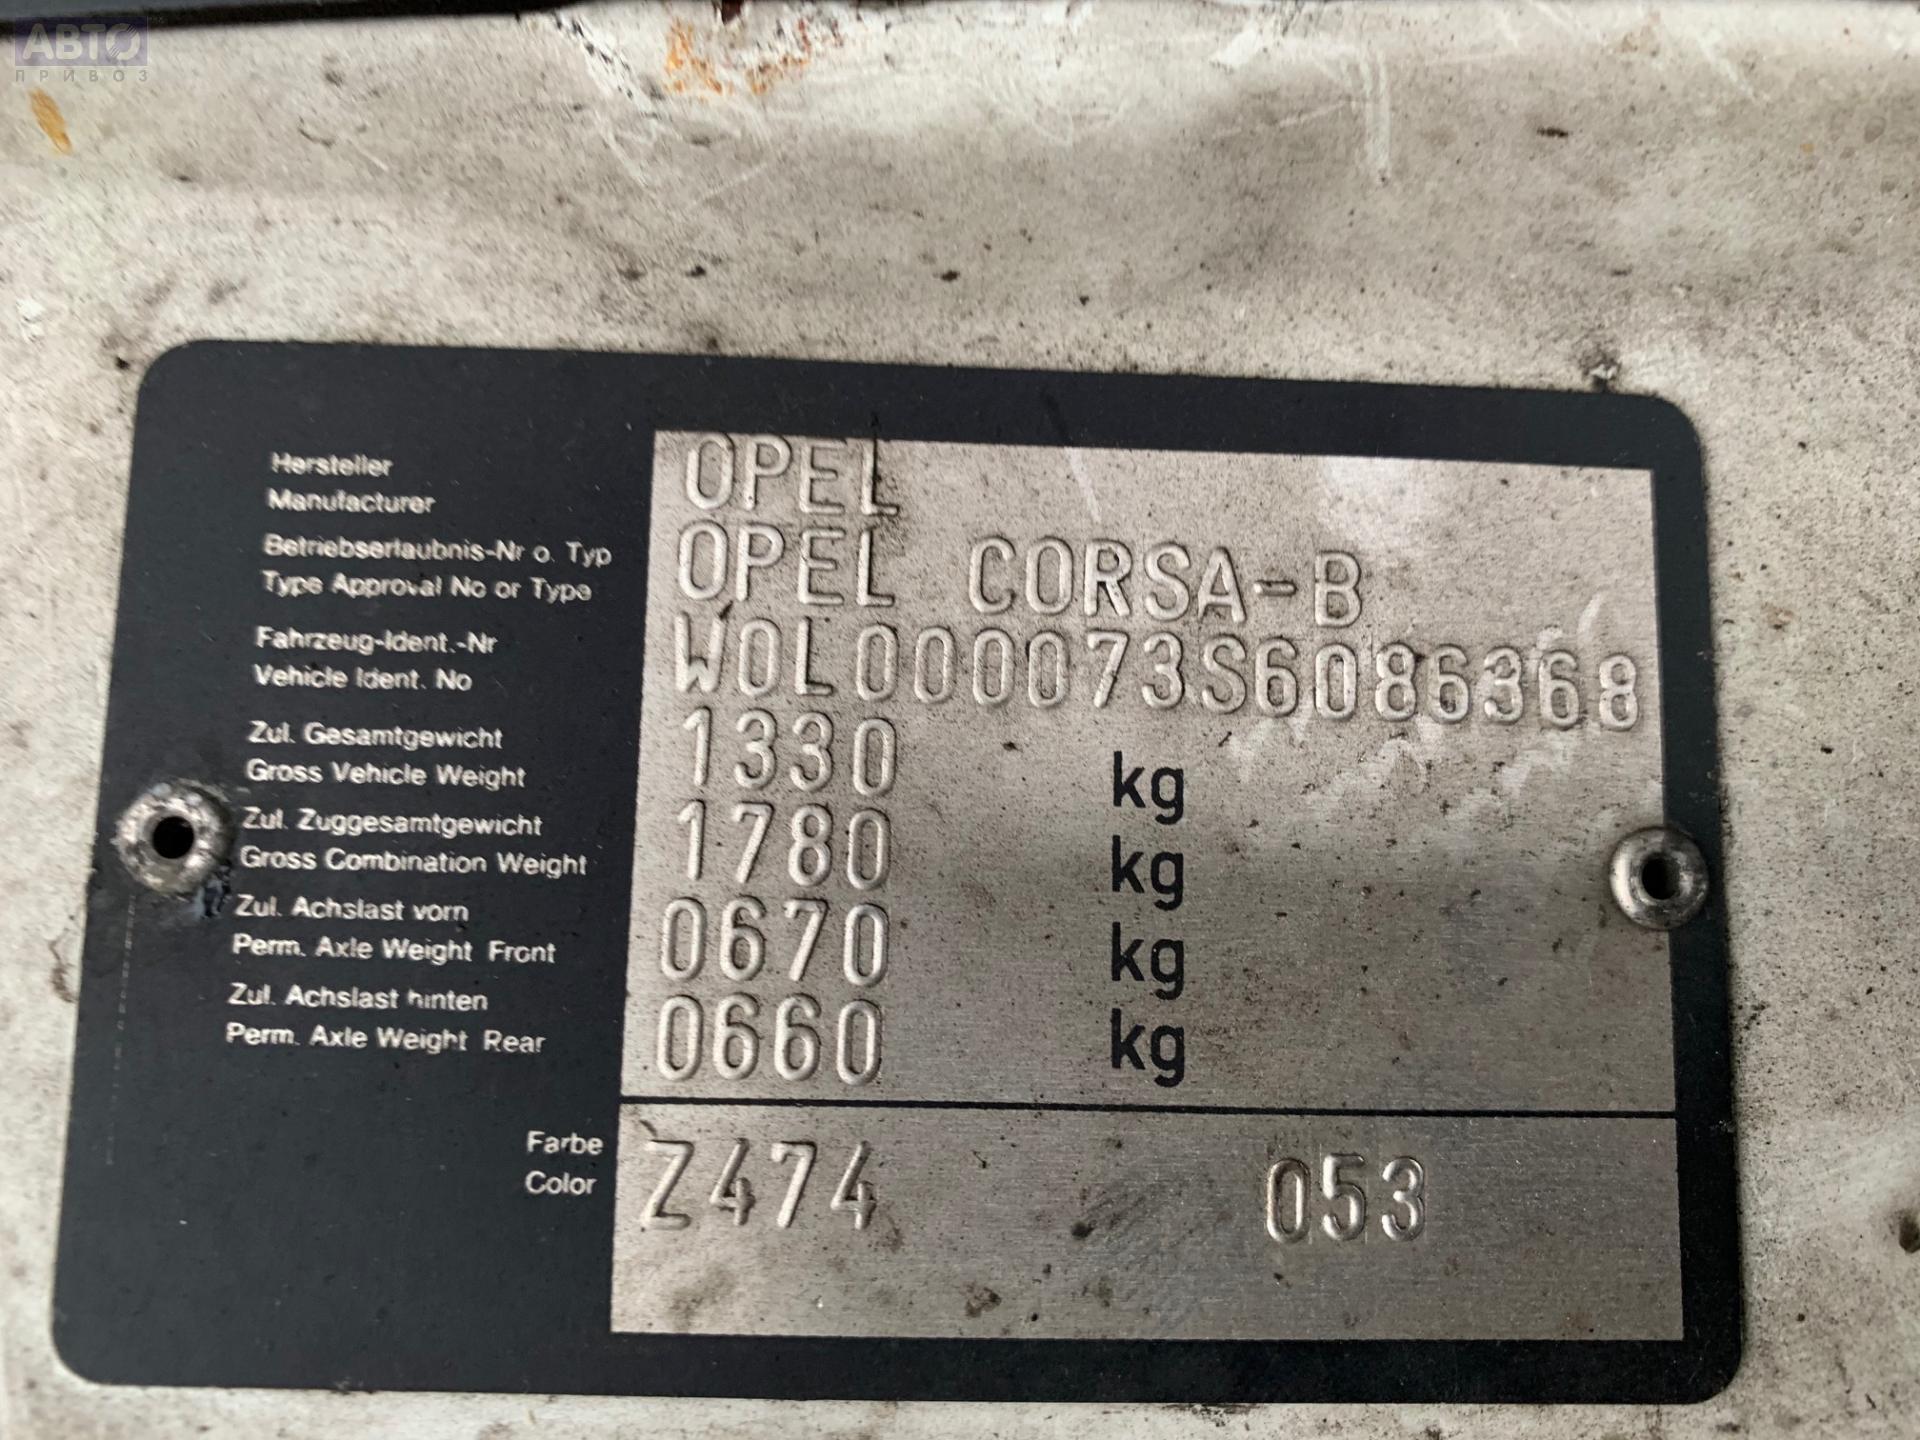 АВТО
ПРИВОЗ
Hersteller
Manufacturer
OPEL
Betriebserlaubnis-Nr o. Typ
Type Approval No or Type
OPEL CORSA-B
Fahrzeug-Ident.-Nr
Vehicle Ident. No
W0L000073S6086368
Zul. Gesamtgewicht
Gross Vehicle Weight
1330 kg
Zul. Zuggesamtgewicht
Gross Combination Weight
1780 kg
Zul. Achslast vorn
Perm. Axle Weight Front
0670 kg
Zul. Achslast hinten
Perm. Axle Weight Rear
0660 kg
Farbe
Color
Z474 053